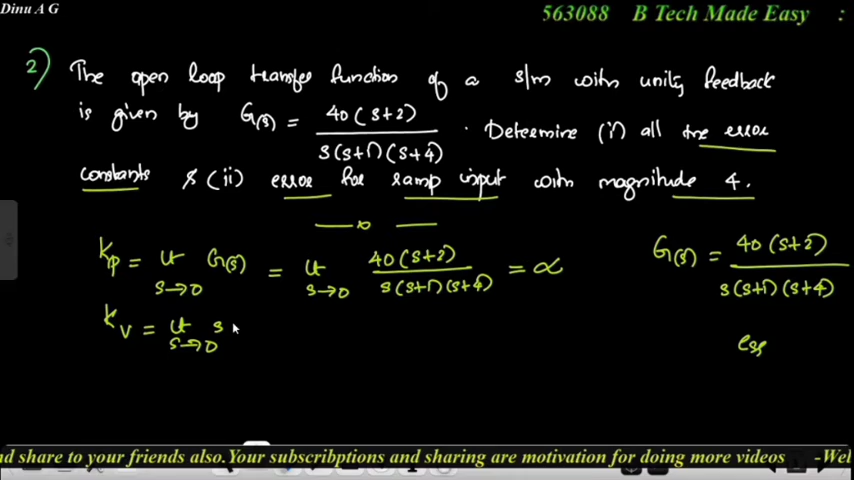 Dinu A G
563088 B Tech Made Easy :
2) The open loop transfer function of a s/m with unity feedback
is given by G(s) = 40(s+2) / s(s+1)(s+4) . Determine (i) all the error
constants & (ii) error for ramp input with magnitude 4.
Kp = Lt s→0 G(s) = Lt s→0 40(s+2) / s(s+1)(s+4) = ∝
G(s) = 40(s+2) / s(s+1)(s+4)
Kv = Lt s→0 s
ess
nd share to your friends also.Your subscribptions and sharing are motivation for doing more videos -Wel